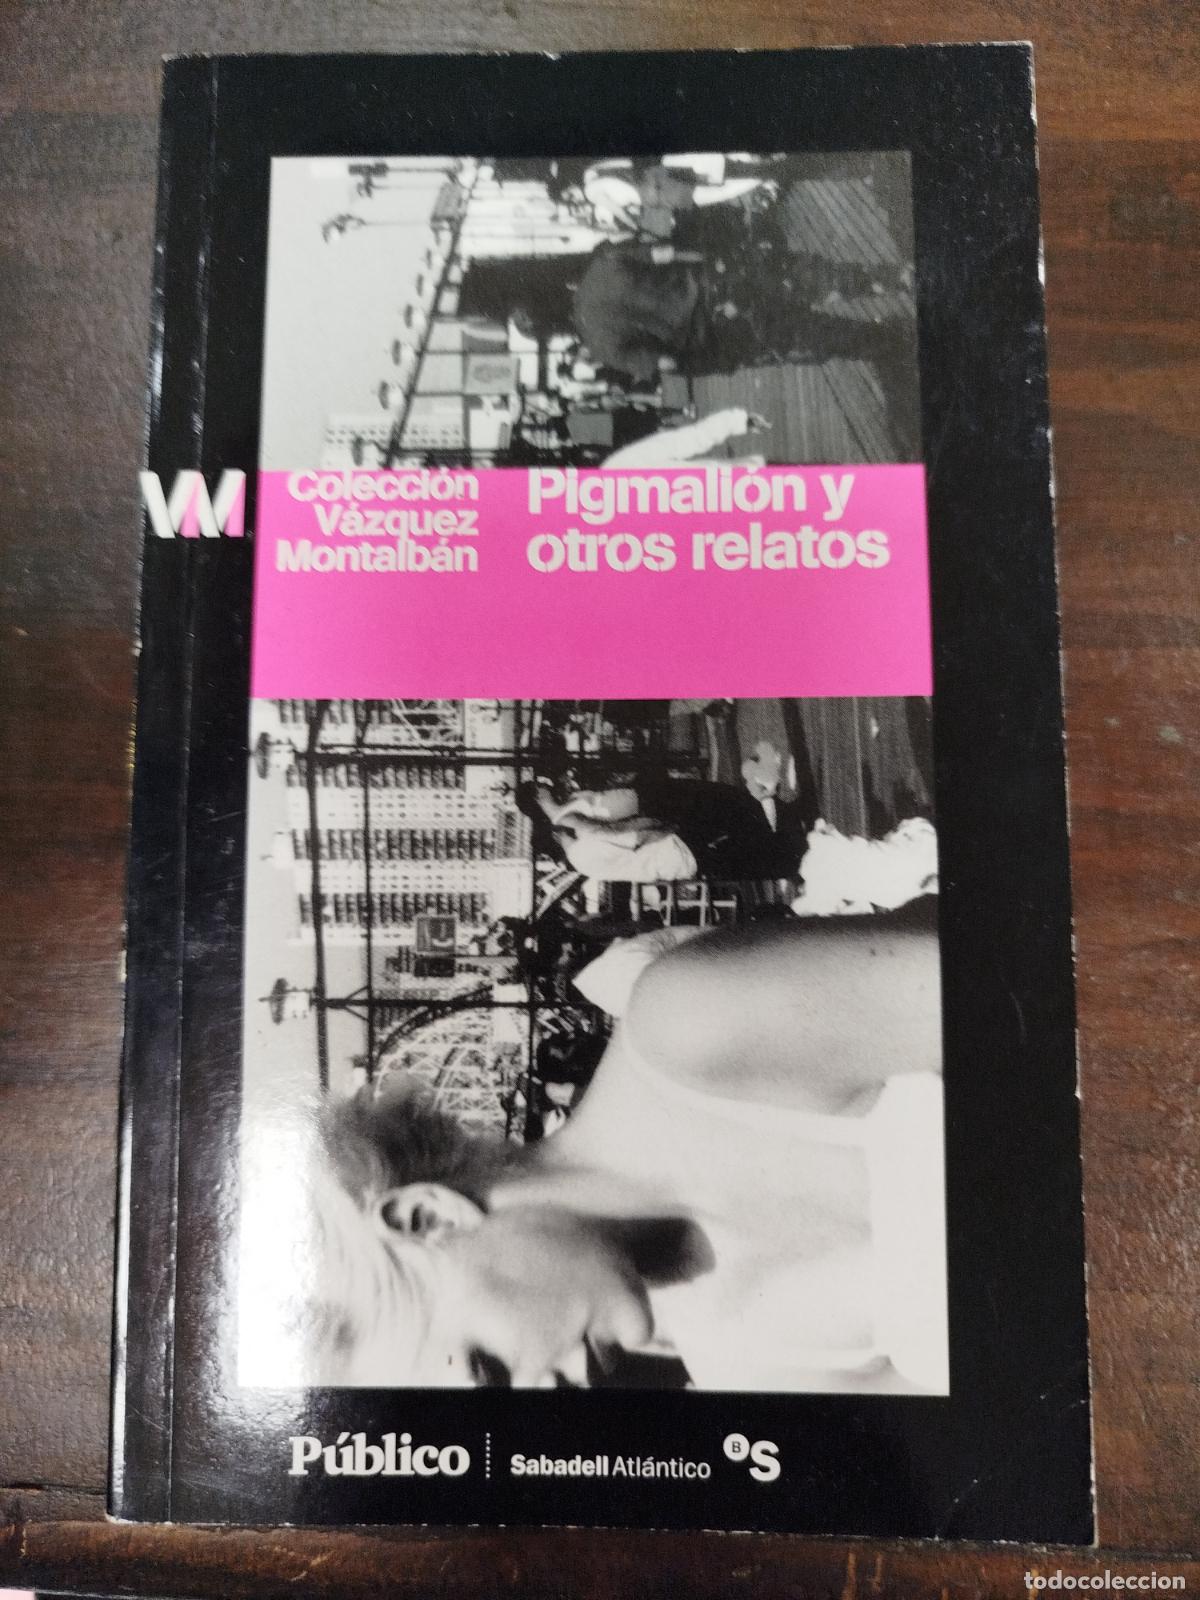 VM
Colección
Vázquez
Montalbán
Pigmalión y
otros relatos
Público
Sabadell Atlántico
BS
todocoleccion